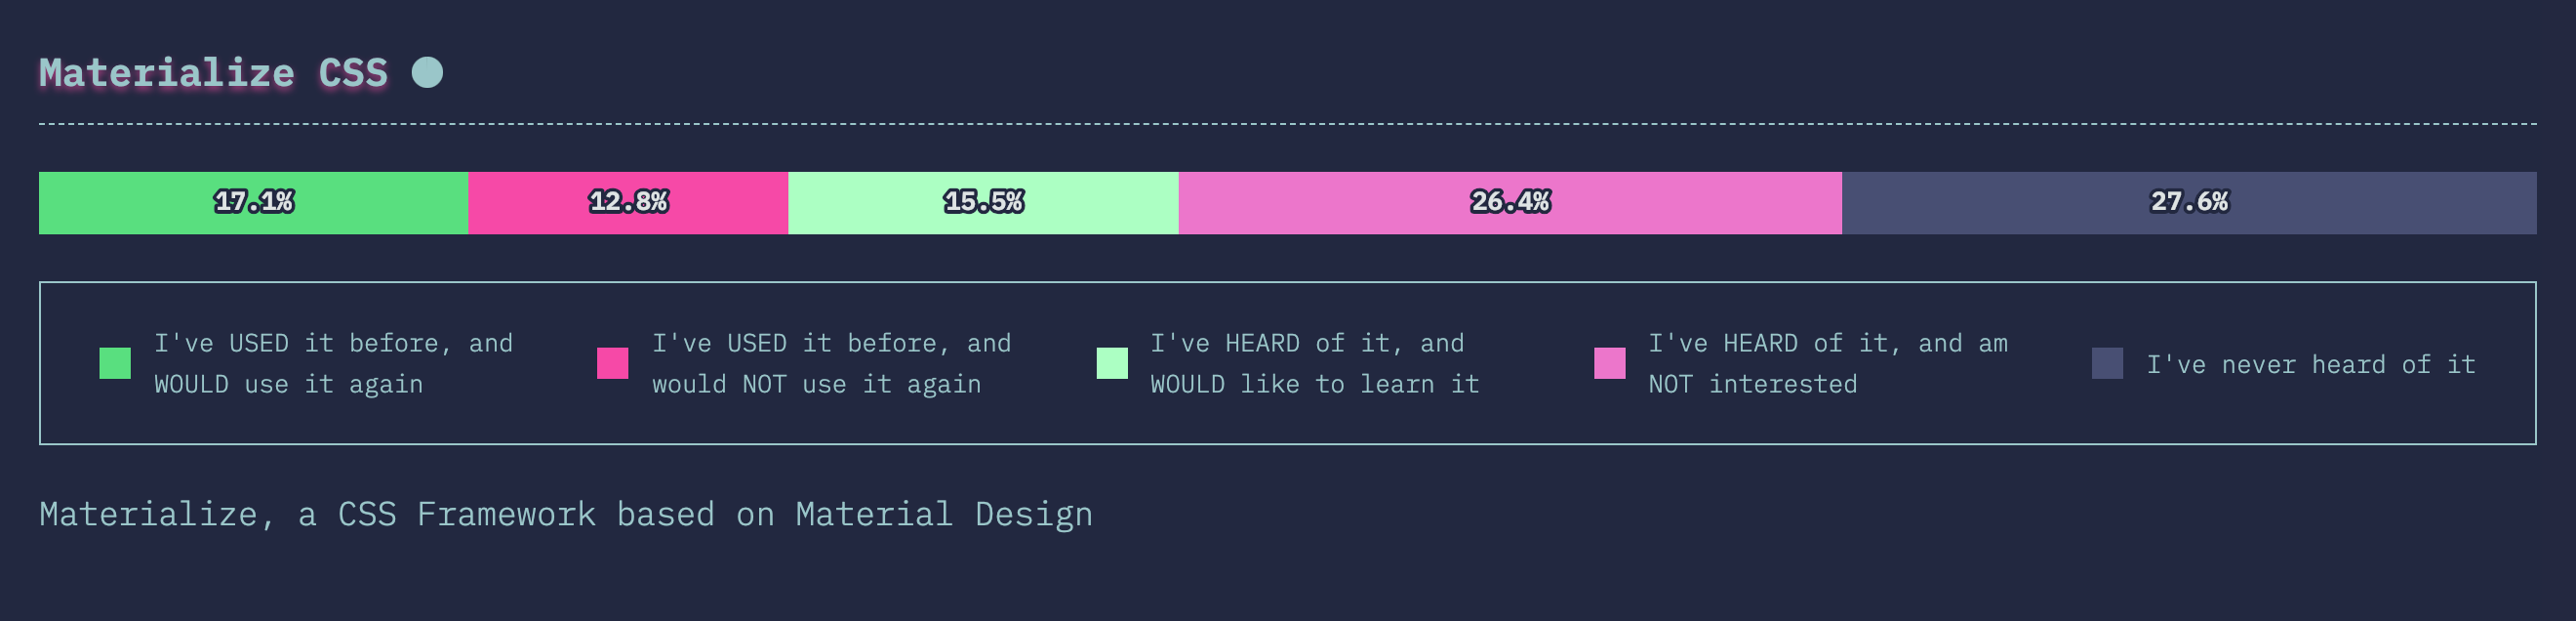 Materialize CSS
17.1% 12.8% 15.5% 26.4% 27.6%
I've USED it before, and
WOULD use it again
I've USED it before, and
would NOT use it again
I've HEARD of it, and
WOULD like to learn it
I've HEARD of it, and am
NOT interested
I've never heard of it
Materialize, a CSS Framework based on Material Design